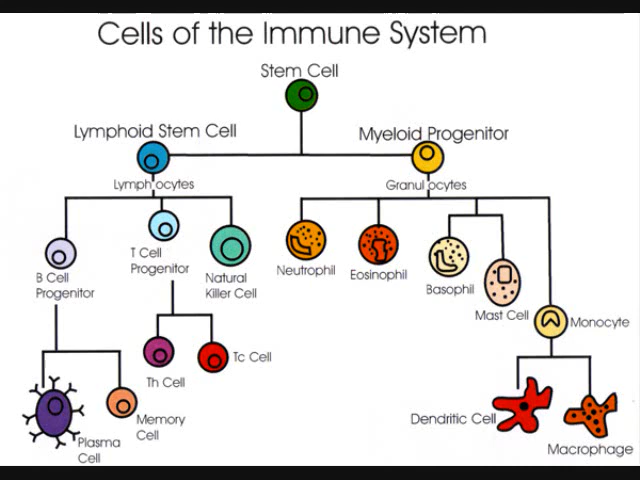 Cells of the Immune System
Stem Cell
Lymphoid Stem Cell
Myeloid Progenitor
Lymphocytes
Granulocytes
B Cell
Progenitor
T Cell
Progenitor
Natural
Killer Cell
Neutrophil
Eosinophil
Basophil
Mast Cell
Monocyte
Th Cell
Tc Cell
Plasma
Cell
Memory
Cell
Dendritic Cell
Macrophage